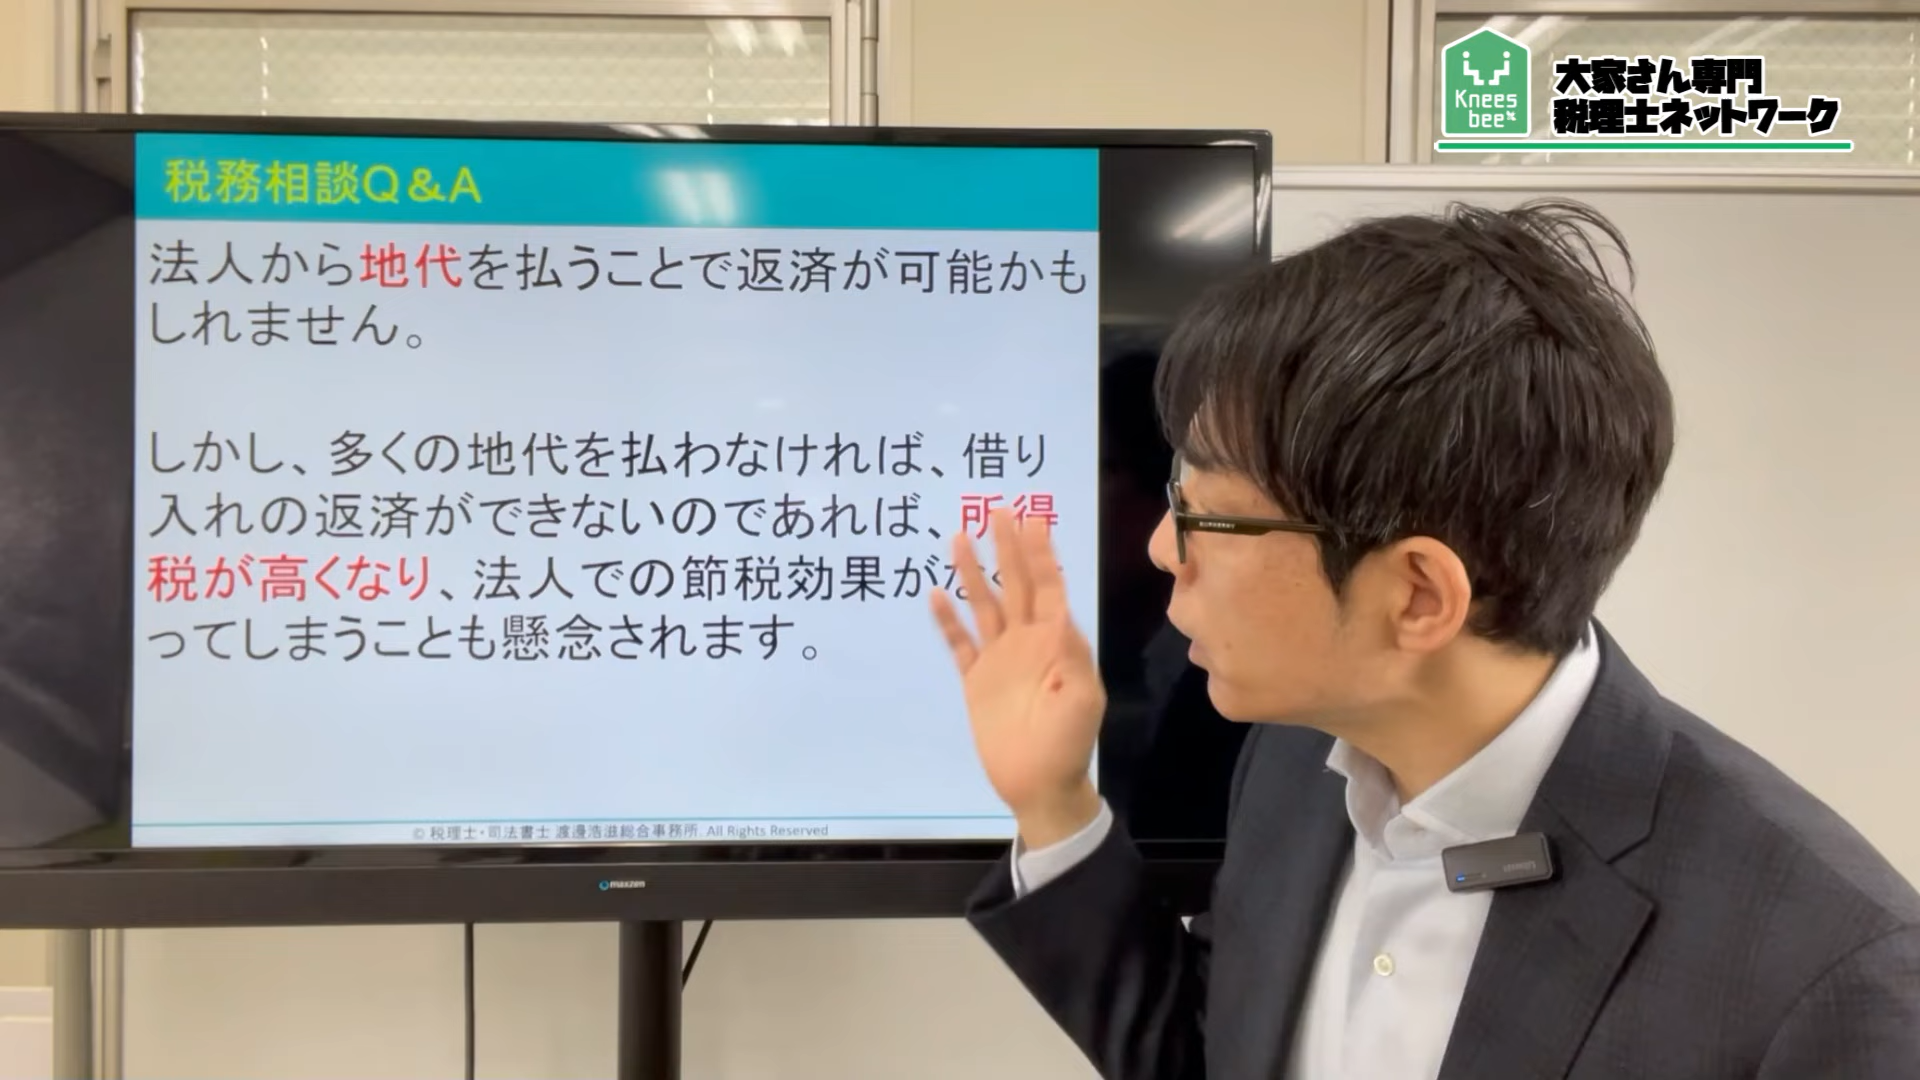 Knees
bee
大家さん専門
税理士ネットワーク
税務相談Q&A
法人から地代を払うことで返済が可能かも
しれません。
しかし、多くの地代を払わなければ、借り
入れの返済ができないのであれば、所得
税が高くなり、法人での節税効果がなく
ってしまうことも懸念されます。
© 税理士・司法書士 渡邊浩滋総合事務所. All Rights Reserved
maxzen